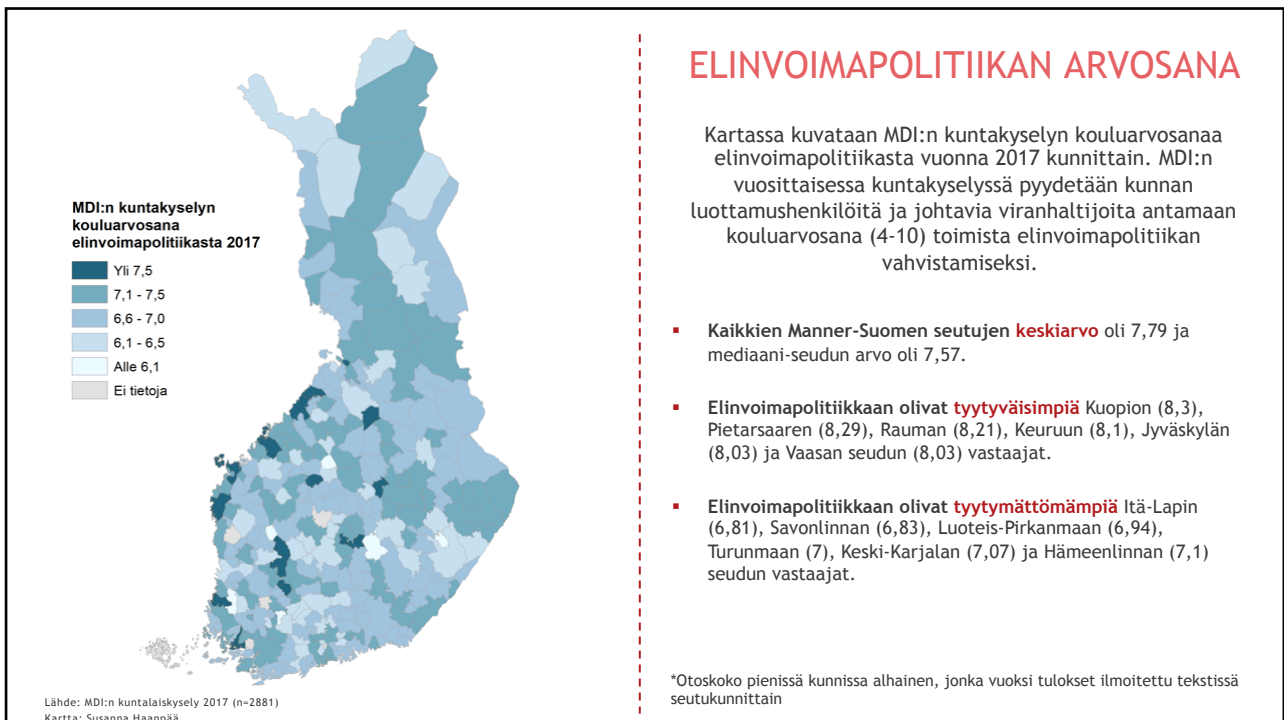 MDI:n kuntakyselyn
kouluarvosana
elinvoimapolitiikasta 2017
Yli 7,5
7,1 - 7,5
6,6 - 7,0
6,1 - 6,5
Alle 6,1
Ei tietoja
Lähde: MDI:n kuntalaiskysely 2017 (n=2881)
Kartta: Susanna Haanpää
ELINVOIMAPOLITIIKAN ARVOSANA
Kartassa kuvataan MDI:n kuntakyselyn kouluarvosanaa
elinvoimapolitiikasta vuonna 2017 kunnittain. MDI:n
vuosittaisessa kuntakyselyssä pyydetään kunnan
luottamushenkilöitä ja johtavia viranhaltijoita antamaan
kouluarvosana (4-10) toimista elinvoimapolitiikan
vahvistamiseksi.
▪ Kaikkien Manner-Suomen seutujen keskiarvo oli 7,79 ja
mediaani-seudun arvo oli 7,57.
▪ Elinvoimapolitiikkaan olivat tyytyväisimpiä Kuopion (8,3),
Pietarsaaren (8,29), Rauman (8,21), Keuruun (8,1), Jyväskylän
(8,03) ja Vaasan seudun (8,03) vastaajat.
▪ Elinvoimapolitiikkaan olivat tyytymättömämpiä Itä-Lapin
(6,81), Savonlinnan (6,83), Luoteis-Pirkanmaan (6,94),
Turunmaan (7), Keski-Karjalan (7,07) ja Hämeenlinnan (7,1)
seudun vastaajat.
*Otoskoko pienissä kunnissa alhainen, jonka vuoksi tulokset ilmoitettu tekstissä
seutukunnittain